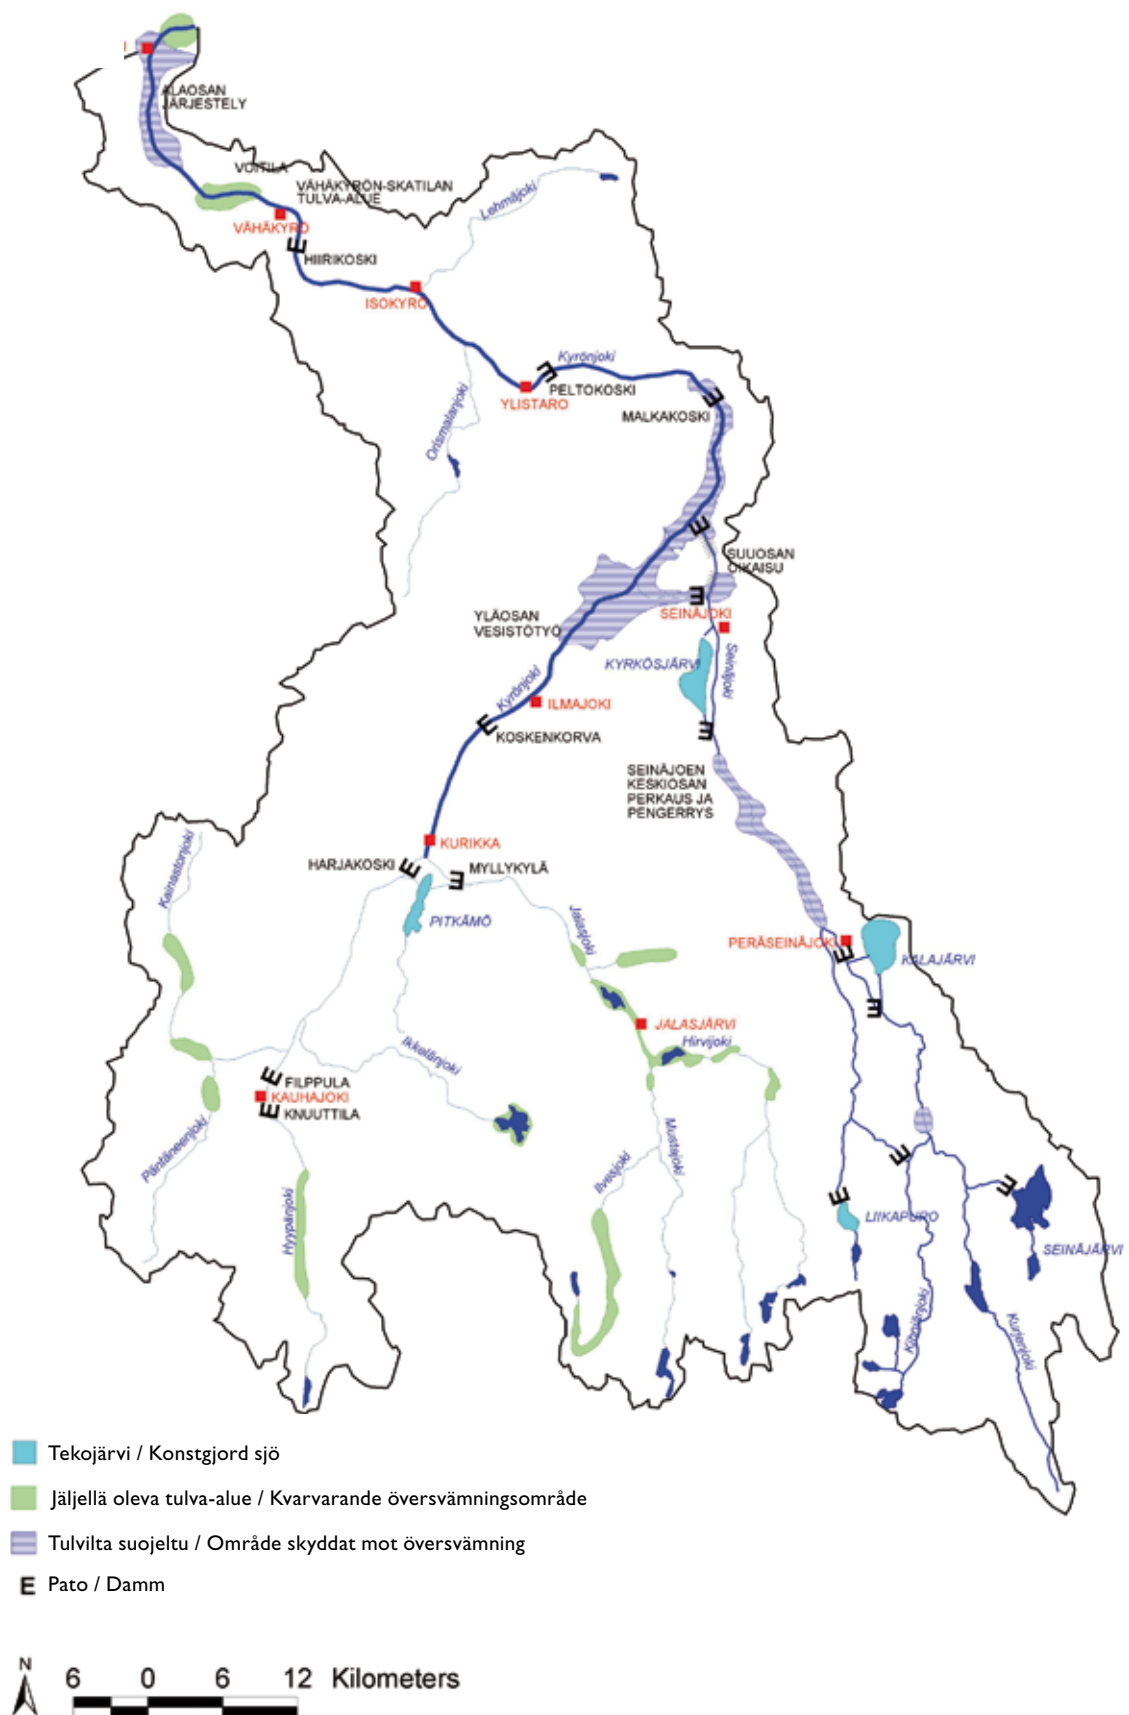 ALAOSAN
JÄRJESTELY
VOITILA
VÄHÄKYRÖN-SKATILAN
TULVA-ALUE
VÄHÄKYRÖ
HIIRIKOSKI
Lehmäjoki
ISOKYRÖ
Kyrönjoki
PELTOKOSKI
YLISTARO
MALKAKOSKI
Orismalanjoki
SUUOSAN
OIKAISU
YLÄOSAN
VESISTÖTYÖ
SEINÄJOKI
KYRKÖSJÄRVI
Seinäjoki
Kyrönjoki
ILMAJOKI
KOSKENKORVA
SEINÄJOEN
KESKIOSAN
PERKAUS JA
PENGERRYS
KURIKKA
HARJAKOSKI
MYLLYKYLÄ
Kainastonjoki
PITKÄMÖ
Jalasjoki
PERÄSEINÄJOKI
KALAJÄRVI
JALASJÄRVI
Hirvijoki
Ikkelänjoki
FILPPULA
KAUHAJOKI
KNUUTTILA
Päntäneenjoki
Mustajoki
Ilvesjoki
Hyypänjoki
LIIKAPURO
SEINÄJÄRVI
Kihniänjoki
Kurjenjoki
Tekojärvi / Konstgjord sjö
Jäljellä oleva tulva-alue / Kvarvarande översvämningsområde
Tulvilta suojeltu / Område skyddat mot översvämning
E Pato / Damm
N
6 0 6 12 Kilometers